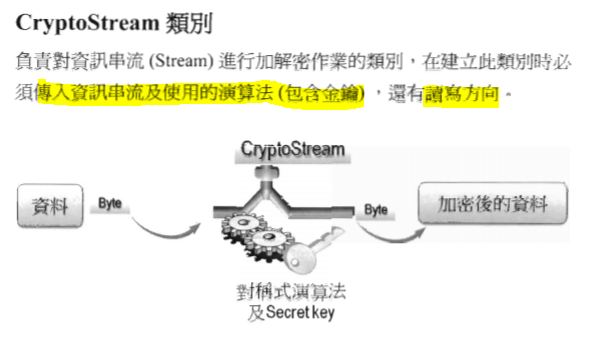 CryptoStream 類別
負責對資訊串流 (Stream) 進行加解密作業的類別，在建立此類別時必
須傳入資訊串流及使用的演算法 (包含金鑰) ，還有讀寫方向。
CryptoStream
資料
Byte
Byte
加密後的資料
對稱式演算法
及Secret key